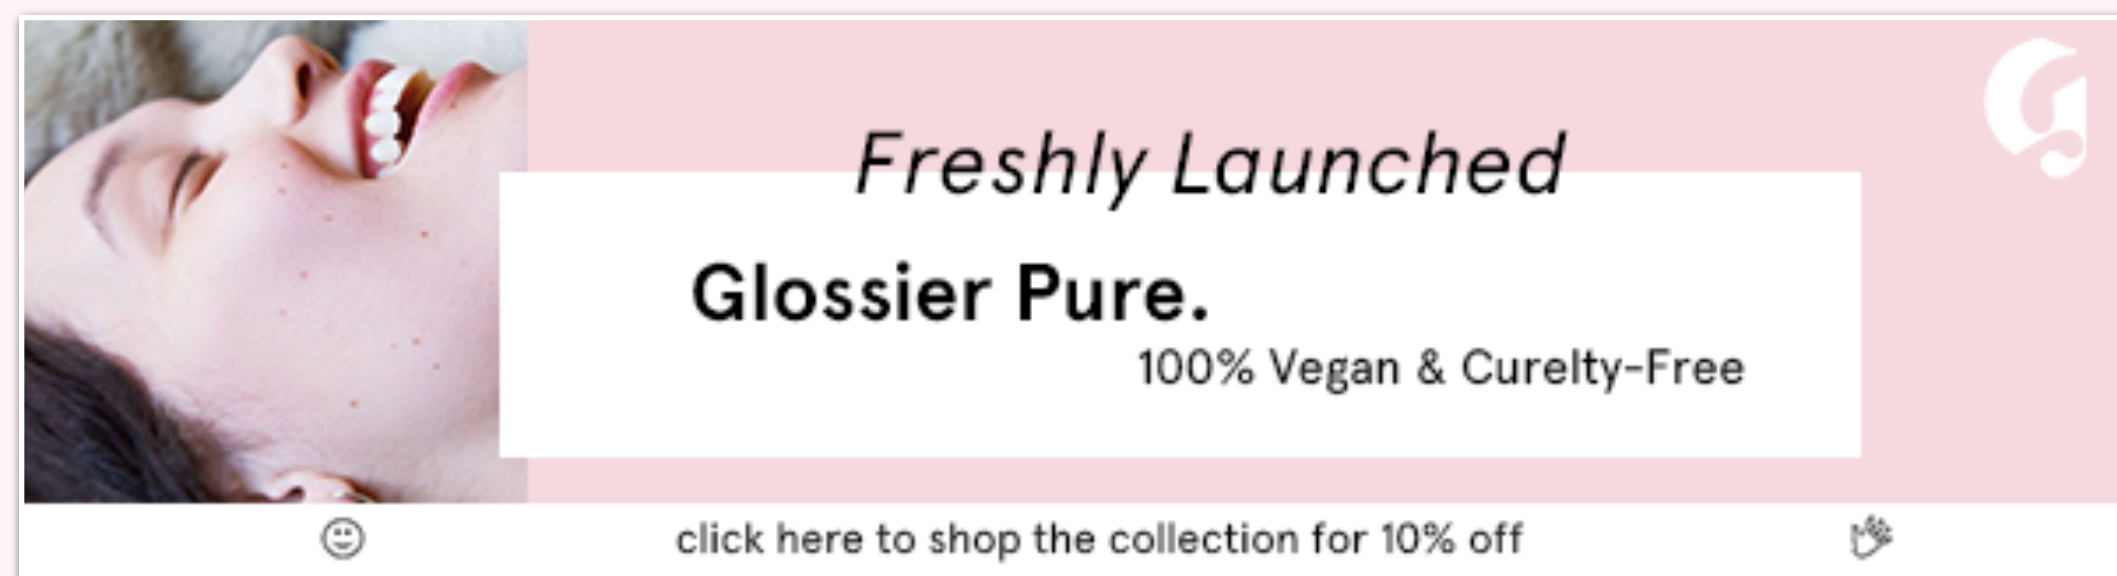 Freshly Launched
Glossier Pure.
100% Vegan & Curelty-Free
click here to shop the collection for 10% off